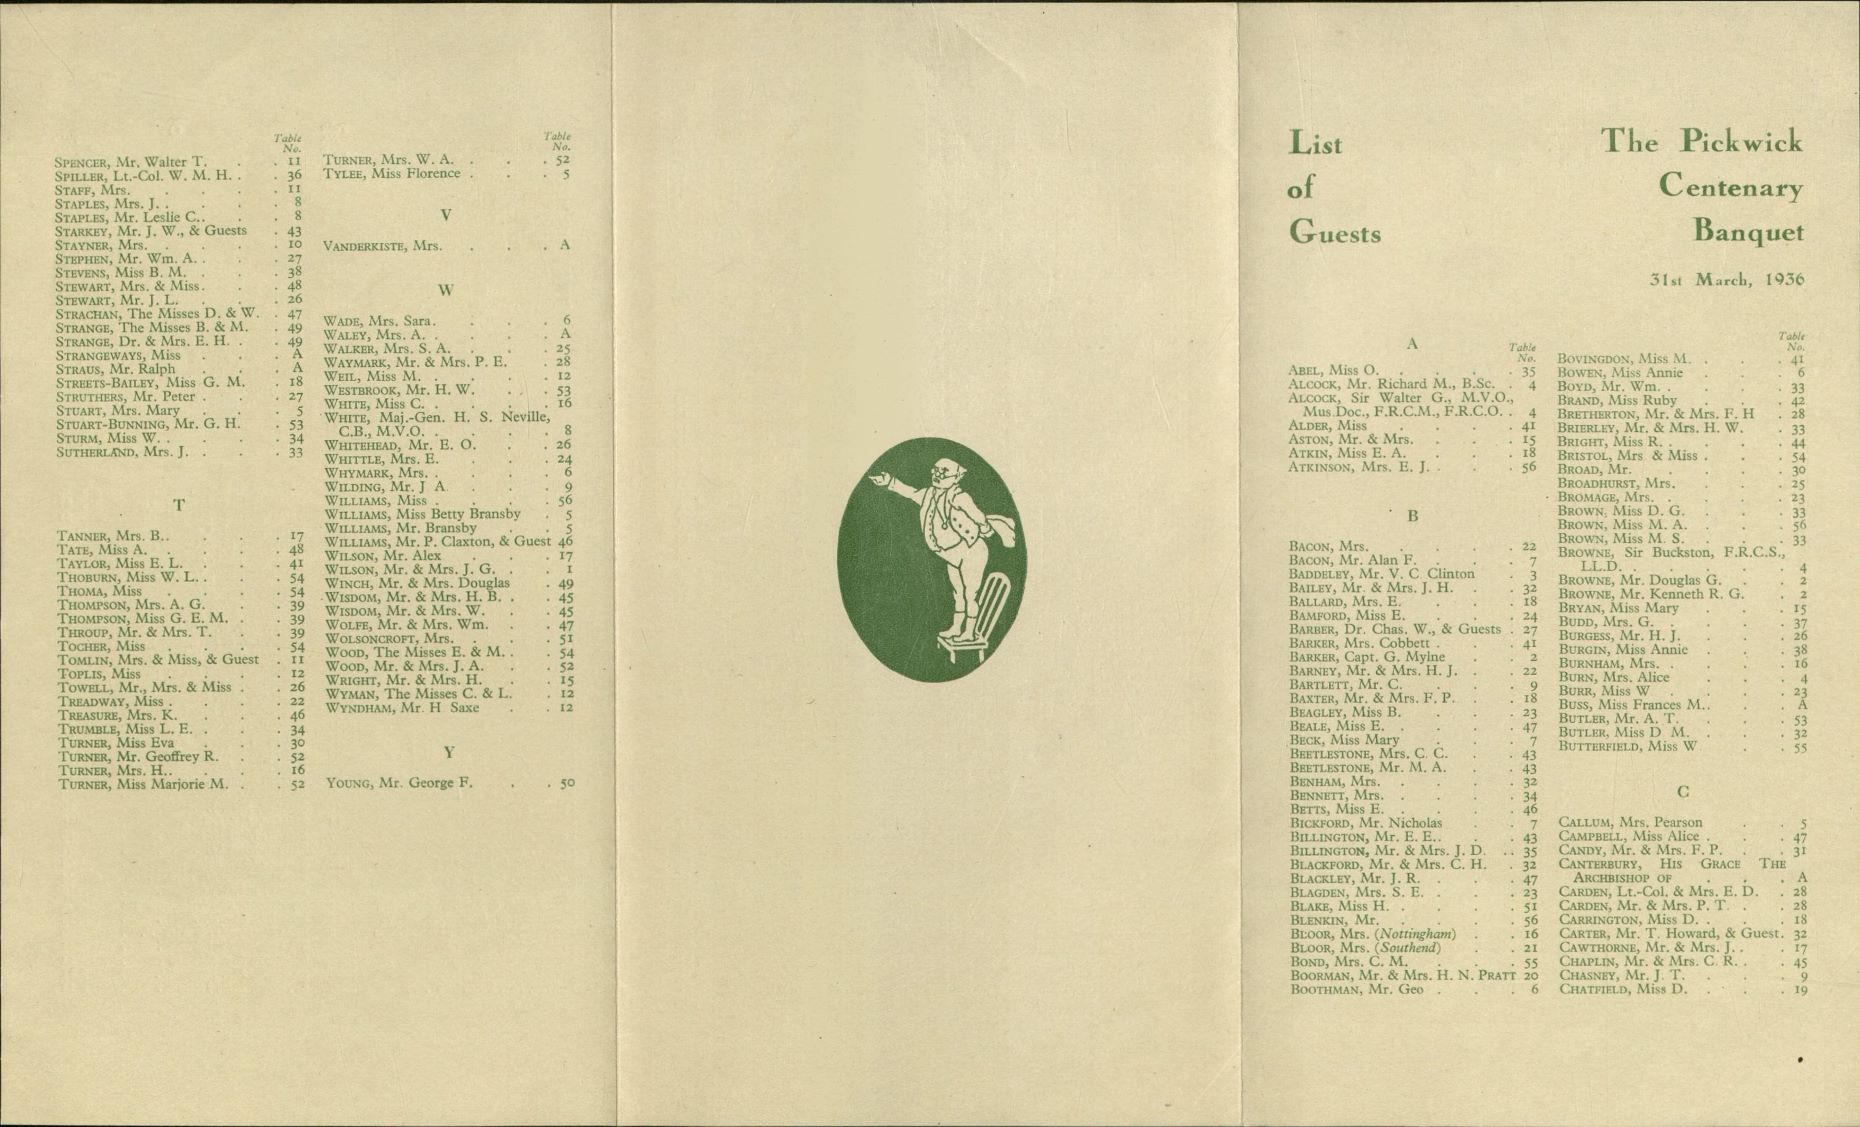 Table
No.
SPENCER, Mr. Walter T. . . 11
SPILLER, Lt.-Col. W. M. H. . . 36
STAFF, Mrs. . . . . 11
STAPLES, Mrs. J. . . . . 8
STAPLES, Mr. Leslie C. . . . 8
STARKEY, Mr. J. W., & Guests . 43
STAYNER, Mrs. . . . . 10
STEPHEN, Mr. Wm. A. . . . 27
STEVENS, Miss B. M. . . . 38
STEWART, Mrs. & Miss . . . 48
STEWART, Mr. J. L. . . . 26
STRACHAN, The Misses D. & W. . 47
STRANGE, The Misses B. & M. . 49
STRANGE, Dr. & Mrs. E. H. . . 49
STRANGEWAYS, Miss . . . A
STRAUS, Mr. Ralph . . . A
STREETS-BAILEY, Miss G. M. . 18
STRUTHERS, Mr. Peter . . . 27
STUART, Mrs. Mary . . . 5
STUART-BUNNING, Mr. G. H. . 53
STURM, Miss W. . . . . 34
SUTHERLAND, Mrs. J. . . . 33
T
TANNER, Mrs. B. . . . . 17
TATE, Miss A. . . . . 48
TAYLOR, Miss E. L. . . . 41
THOBURN, Miss W. L. . . . 54
THOMA, Miss . . . . 54
THOMPSON, Mrs. A. G. . . . 39
THOMPSON, Miss G. E. M. . . 39
THROUP, Mr. & Mrs. T. . . 39
TOCHER, Miss . . . . 54
TOMLIN, Mrs. & Miss, & Guest . 11
TOPLIS, Miss . . . . 12
TOWELL, Mr., Mrs. & Miss . . 26
TREADWAY, Miss . . . . 22
TREASURE, Mrs. K. . . . 46
TRUMBLE, Miss L. E. . . . 34
TURNER, Miss Eva . . . 30
TURNER, Mr. Geoffrey R. . . 52
TURNER, Mrs. H. . . . . 16
TURNER, Miss Marjorie M. . . 52
Table
No.
TURNER, Mrs. W. A. . . . 52
TYLEE, Miss Florence . . . 5
V
VANDERKISTE, Mrs. . . . A
W
WADE, Mrs. Sara. . . . 6
WALEY, Mrs. A. . . . . A
WALKER, Mrs. S. A. . . . 25
WAYMARK, Mr. & Mrs. P. E. . 28
WEIL, Miss M. . . . . 12
WESTBROOK, Mr. H. W. . . 53
WHITE, Miss C. . . . . 16
WHITE, Maj.-Gen. H. S. Neville,
C.B., M.V.O. . . . . 8
WHITEHEAD, Mr. E. O. . . 26
WHITTLE, Mrs. E. . . . 24
WHYMARK, Mrs. . . . . 6
WILDING, Mr. J A. . . . 9
WILLIAMS, Miss . . . . 56
WILLIAMS, Miss Betty Bransby . 5
WILLIAMS, Mr. Bransby . . 5
WILLIAMS, Mr. P. Claxton, & Guest 46
WILSON, Mr. Alex . . . 17
WILSON, Mr. & Mrs. J. G. . . 1
WINCH, Mr. & Mrs. Douglas . 49
WISDOM, Mr. & Mrs. H. B. . . 45
WISDOM, Mr. & Mrs. W. . . 45
WOLFE, Mr. & Mrs. Wm. . . 47
WOLSONCROFT, Mrs. . . . 51
WOOD, The Misses E. & M. . . 54
WOOD, Mr. & Mrs. J. A. . . 52
WRIGHT, Mr. & Mrs. H. . . 15
WYMAN, The Misses C. & L. . 12
WYNDHAM, Mr. H Saxe . . 12
Y
YOUNG, Mr. George F. . . 50
List
of
Guests
The Pickwick
Centenary
Banquet
31st March, 1936
A
Table
No.
ABEL, Miss O. . . . . 35
ALCOCK, Mr. Richard M., B.Sc. . 4
ALCOCK, Sir Walter G., M.V.O.,
Mus.Doc., F.R.C.M., F.R.C.O. . 4
ALDER, Miss . . . . 41
ASTON, Mr. & Mrs. . . . 15
ATKIN, Miss E. A. . . . 18
ATKINSON, Mrs. E. J. . . . 56
B
BACON, Mrs. . . . . 22
BACON, Mr. Alan F. . . . 7
BADDELEY, Mr. V. C. Clinton . 3
BAILEY, Mr. & Mrs. J. H. . . 32
BALLARD, Mrs. E. . . . 18
BAMFORD, Miss E. . . . 24
BARBER, Dr. Chas. W., & Guests . 27
BARKER, Mrs. Cobbett . . . 41
BARKER, Capt. G. Mylne . . 2
BARNEY, Mr. & Mrs. H. J. . . 22
BARTLETT, Mr. C. . . . 9
BAXTER, Mr. & Mrs. F. P. . . 18
BEAGLEY, Miss B. . . . 23
BEALE, Miss E. . . . . 47
BECK, Miss Mary . . . 7
BEETLESTONE, Mrs. C. C. . . 43
BEETLESTONE, Mr. M. A. . . 43
BENHAM, Mrs. . . . . 32
BENNETT, Mrs. . . . . 34
BETTS, Miss E. . . . . 46
BICKFORD, Mr. Nicholas . . 7
BILLINGTON, Mr. E. E. . . . 43
BILLINGTON, Mr. & Mrs. J. D. . . 35
BLACKFORD, Mr. & Mrs. C. H. . 32
BLACKLEY, Mr. J. R. . . . 47
BLAGDEN, Mrs. S. E. . . . 23
BLAKE, Miss H. . . . . 51
BLENKIN, Mr. . . . . 56
BLOOR, Mrs. (Nottingham) . . 16
BLOOR, Mrs. (Southend) . . 21
BOND, Mrs. C. M. . . . 55
BOORMAN, Mr. & Mrs. H. N. PRATT 20
BOOTHMAN, Mr. Geo . . . 6
Table
No.
BOVINGDON, Miss M. . . . 41
BOWEN, Miss Annie . . . 6
BOYD, Mr. Wm. . . . . 33
BRAND, Miss Ruby . . . 42
BRETHERTON, Mr. & Mrs. F. H . 28
BRIERLEY, Mr. & Mrs. H. W. . 33
BRIGHT, Miss R. . . . . 44
BRISTOL, Mrs. & Miss . . . 54
BROAD, Mr. . . . . 30
BROADHURST, Mrs. . . . 25
BROMAGE, Mrs. . . . . 23
BROWN, Miss D. G. . . . 33
BROWN, Miss M. A. . . . 56
BROWN, Miss M. S. . . . 33
BROWNE, Sir Buckston, F.R.C.S.,
LL.D. . . . . 4
BROWNE, Mr. Douglas G. . . 2
BROWNE, Mr. Kenneth R. G. . 2
BRYAN, Miss Mary . . . 15
BUDD, Mrs. G. . . . . 37
BURGESS, Mr. H. J. . . . 26
BURGIN, Miss Annie . . . 38
BURNHAM, Mrs. . . . . 16
BURN, Mrs. Alice . . . 4
BURR, Miss W . . . . 23
BUSS, Miss Frances M. . . . A
BUTLER, Mr. A. T. . . . 53
BUTLER, Miss D M. . . . 32
BUTTERFIELD, Miss W . . . 55
C
CALLUM, Mrs. Pearson . . 5
CAMPBELL, Miss Alice . . . 47
CANDY, Mr. & Mrs. F. P. . . 31
CANTERBURY, HIS GRACE THE
ARCHBISHOP OF . . . A
CARDEN, Lt.-Col. & Mrs. E. D. . 28
CARDEN, Mr. & Mrs. P. T. . . 28
CARRINGTON, Miss D. . . . 18
CARTER, Mr. T. Howard, & Guest. 32
CAWTHORNE, Mr. & Mrs. J. . . 17
CHAPLIN, Mr. & Mrs. C. R. . . 45
CHASNEY, Mr. J. T. . . . 9
CHATFIELD, Miss D. . . . 19